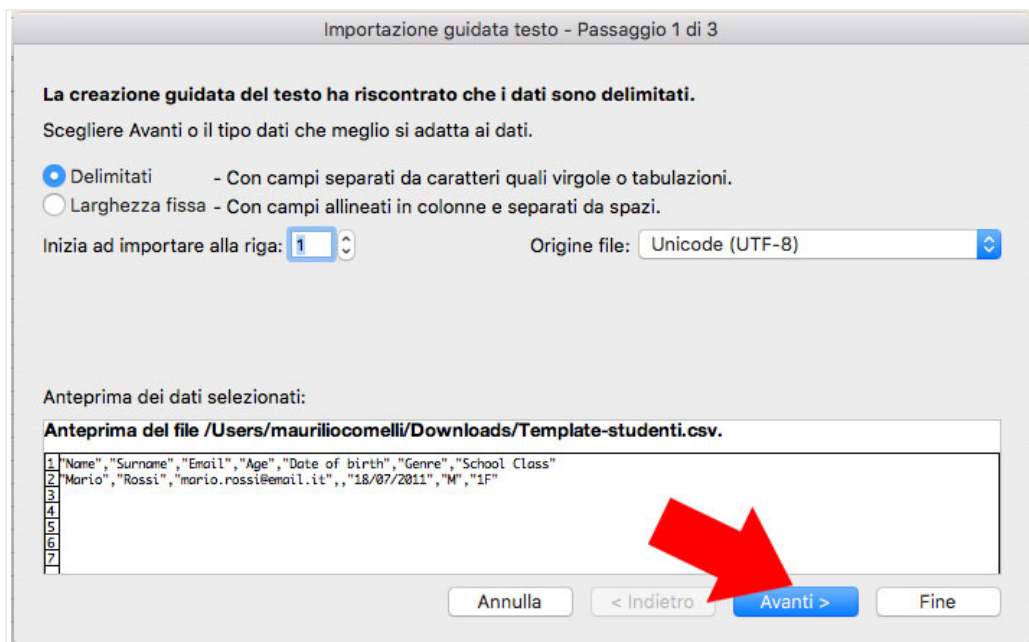 Importazione guidata testo - Passaggio 1 di 3
La creazione guidata del testo ha riscontrato che i dati sono delimitati.
Scegliere Avanti o il tipo dati che meglio si adatta ai dati.
Delimitati - Con campi separati da caratteri quali virgole o tabulazioni.
Larghezza fissa - Con campi allineati in colonne e separati da spazi.
Inizia ad importare alla riga: 1 Origine file: Unicode (UTF-8)
Anteprima dei dati selezionati:
Anteprima del file /Users/mauriliocomelli/Downloads/Template-studenti.csv.
1 "Name","Surname","Email","Age","Date of birth","Genre","School Class"
2 "Mario","Rossi","mario.rossi@email.it",,"18/07/2011","M","1F"
3
4
5
6
7
Annulla < Indietro Avanti > Fine